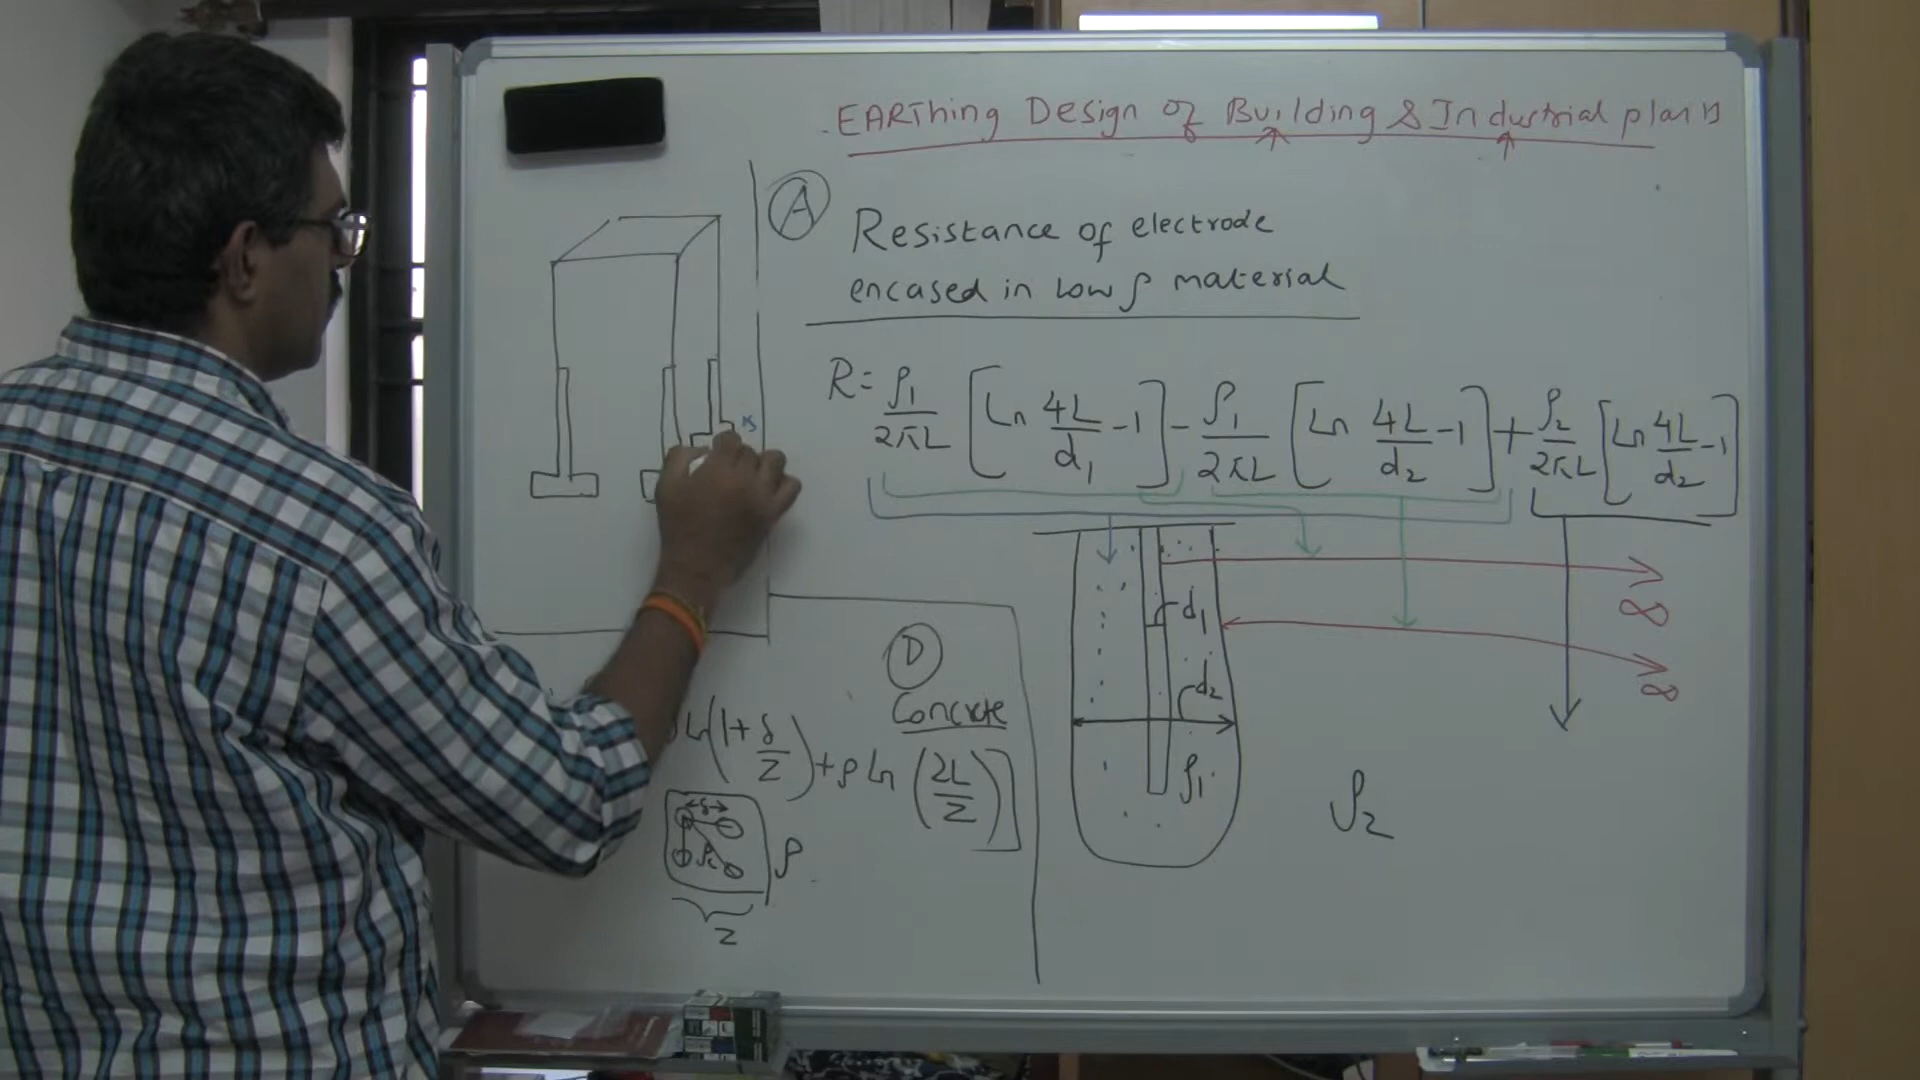 EARThing Design of Building & Industrial plan
A
Resistance of electrode
encased in Low ρ material
R = ρ1/2πL [Ln 4L/d1 - 1] - ρ1/2πL [Ln 4L/d2 - 1] + ρ2/2πL [Ln 4L/d2 - 1]
∞
d1
∞
d2
ρ1
ρ2
D
Concrete
Ln(1+δ/z) + ρ Ln (2L/z)]
δ
ρc
ρ
z